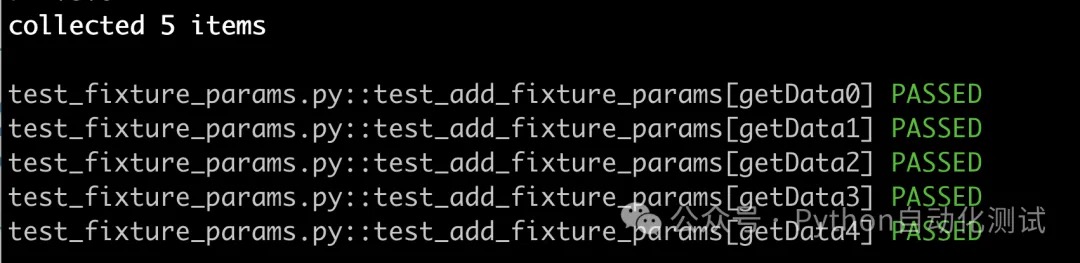 collected 5 items
test_fixture_params.py::test_add_fixture_params[getData0] PASSED
test_fixture_params.py::test_add_fixture_params[getData1] PASSED
test_fixture_params.py::test_add_fixture_params[getData2] PASSED
test_fixture_params.py::test_add_fixture_params[getData3] PASSED
test_fixture_params.py::test_add_fixture_params[getData4] PASSED
公众号 · Python自动化测试